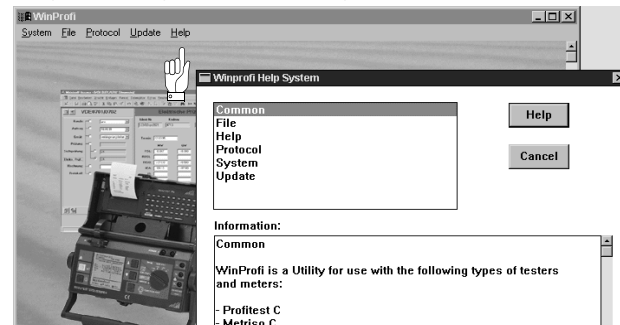 WinProfi
System File Protocol Update Help
Winprofi Help System
Common
File
Help
Protocol
System
Update
Help
Cancel
Information:
Common
WinProfi is a Utility for use with the following types of testers
and meters:
- Profitest C
- Metriso C